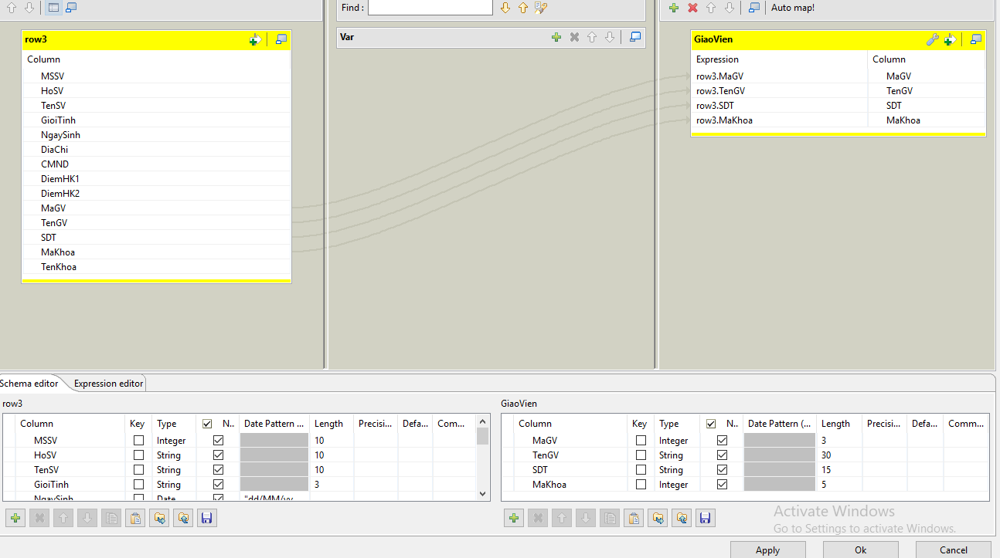 Find :
Auto map!
row3
Column
MSSV
HoSV
TenSV
GioiTinh
NgaySinh
DiaChi
CMND
DiemHK1
DiemHK2
MaGV
TenGV
SDT
MaKhoa
TenKhoa
Var
GiaoVien
Expression Column
row3.MaGV MaGV
row3.TenGV TenGV
row3.SDT SDT
row3.MaKhoa MaKhoa
Schema editor Expression editor
row3
Column Key Type N.. Date Pattern ... Length Precisi... Defa... Com...
MSSV Integer 10
HoSV String 10
TenSV String 10
GioiTinh String 3
NgaySinh Date "dd/MM/yy
GiaoVien
Column Key Type N.. Date Pattern (... Length Precisi... Defa... Comm...
MaGV Integer 3
TenGV String 30
SDT String 15
MaKhoa Integer 5
Activate Windows
Go to Settings to activate Windows.
Apply Ok Cancel